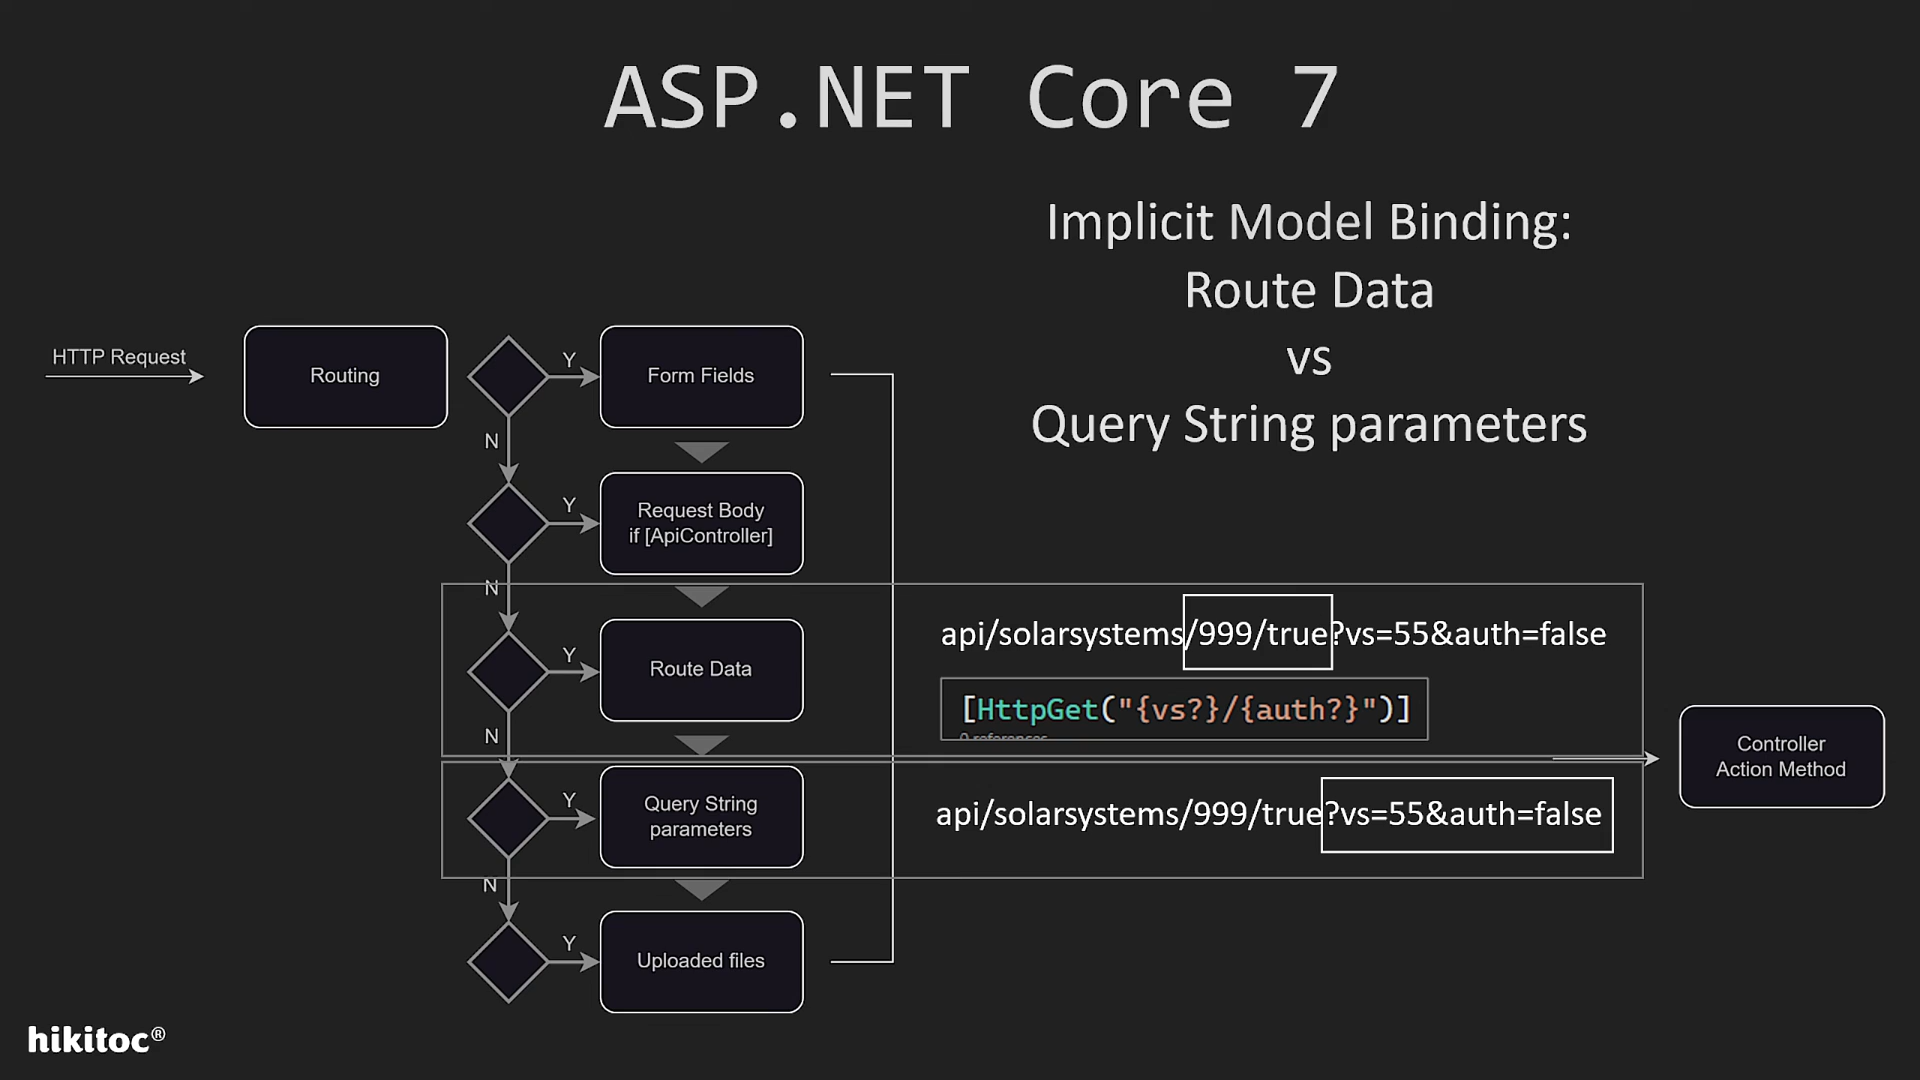 ASP.NET Core 7
Implicit Model Binding:
Route Data
vs
Query String parameters
HTTP Request
Routing
Y
Form Fields
N
Y
Request Body
if [ApiController]
N
Y
Route Data
api/solarsystems/999/true?vs=55&auth=false
[HttpGet("{vs?}/{auth?}")]
0 references
N
Controller
Action Method
Y
Query String
parameters
api/solarsystems/999/true?vs=55&auth=false
N
Y
Uploaded files
hikitoc®